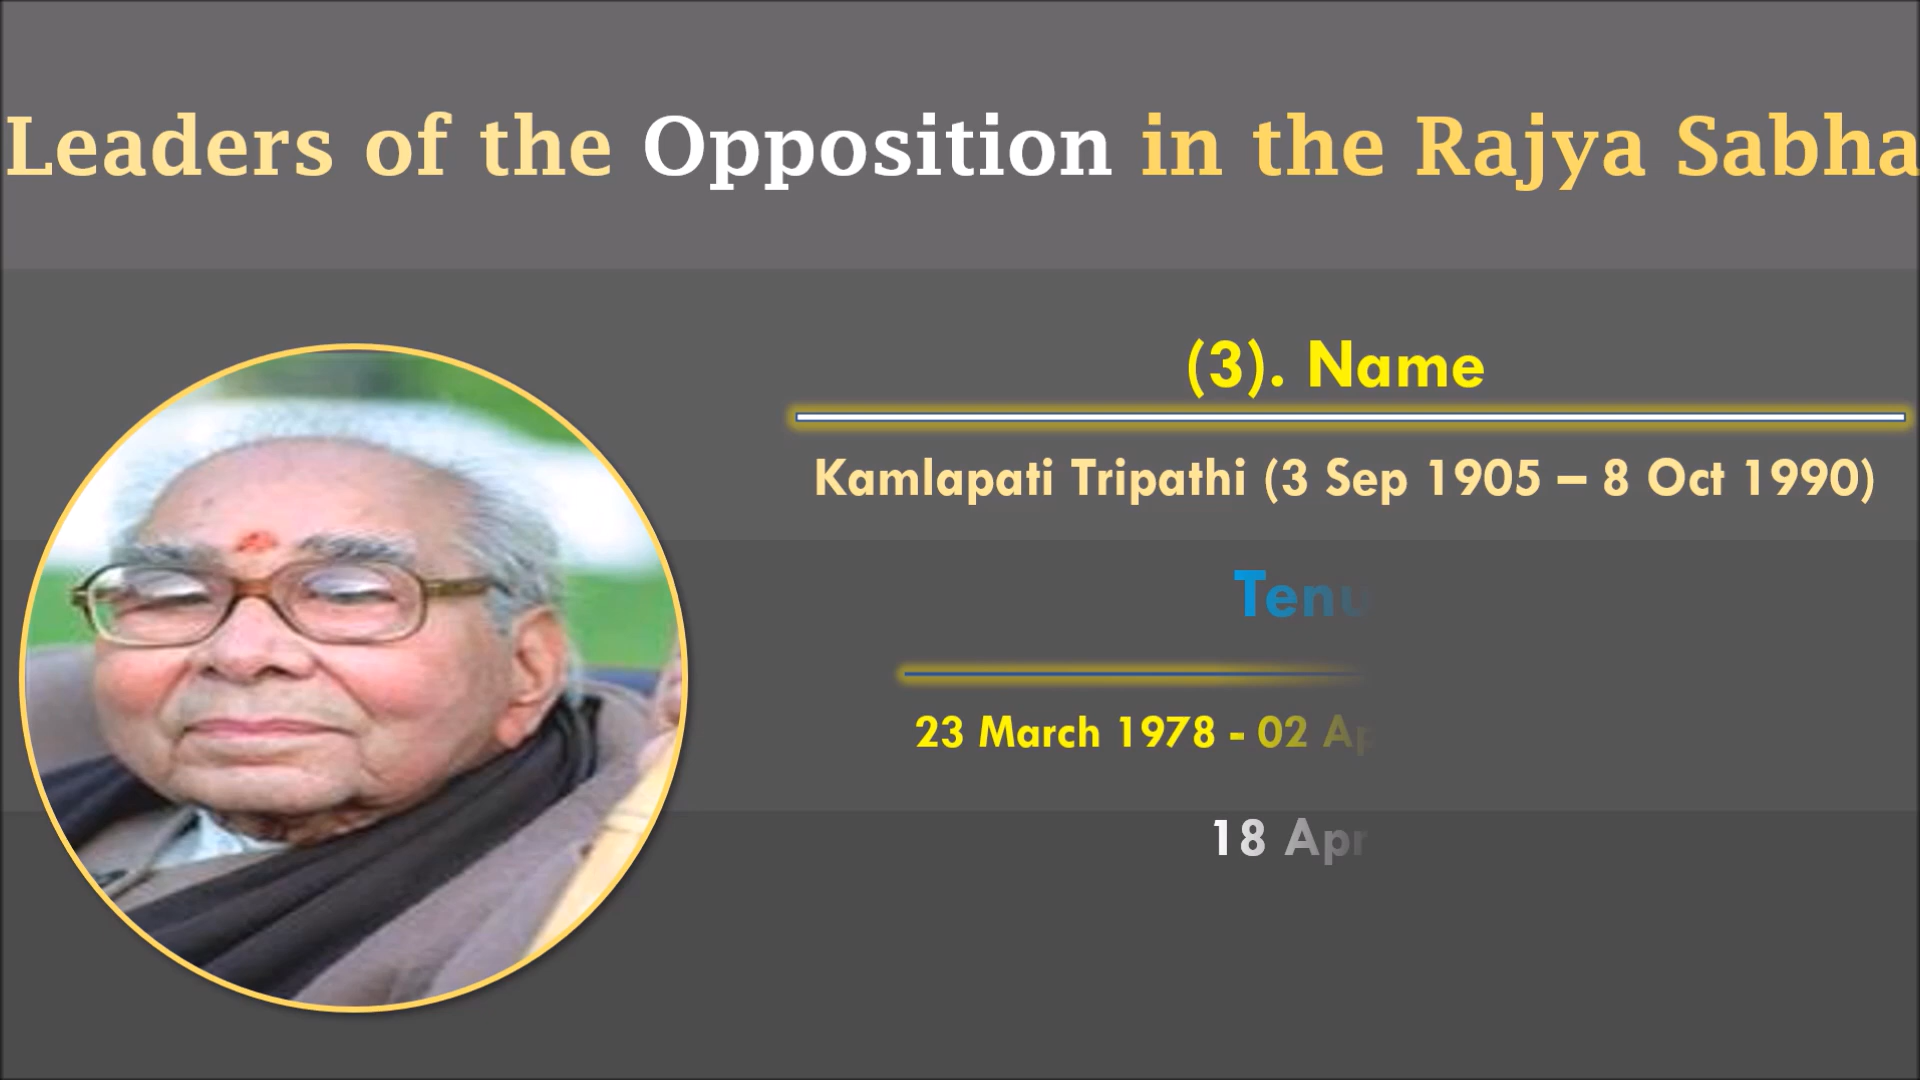 Leaders of the Opposition in the Rajya Sabha
(3). Name
Kamlapati Tripathi (3 Sep 1905 – 8 Oct 1990)
23 March 1978 - 02
18